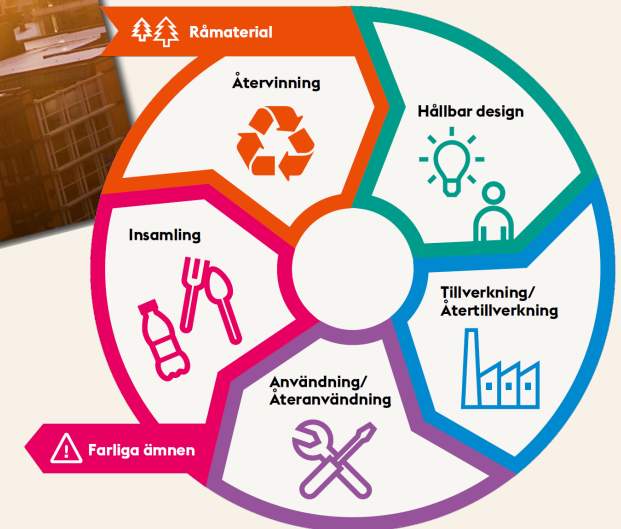 Råmaterial
Återvinning
Hållbar design
Tillverkning/
Återtillverkning
Användning/
Återanvändning
Insamling
Farliga ämnen